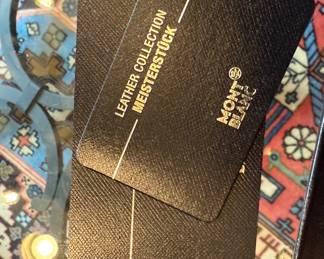 LEATHER COLLECTION
MEISTERSTÜCK
MONT
BLANC